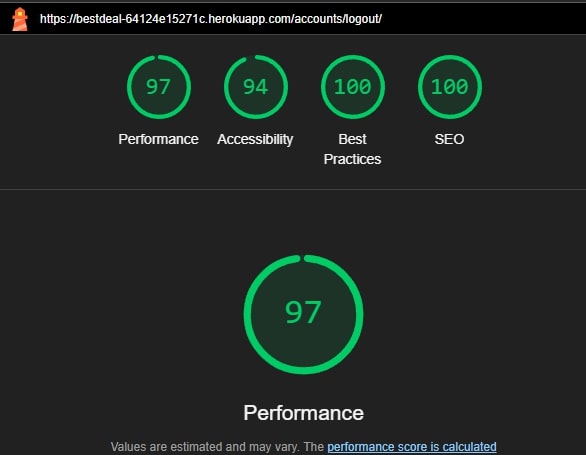 https://bestdeal-64124e15271c.herokuapp.com/accounts/logout/
97 94 100 100
Performance Accessibility Best Practices SEO
97
Performance
Values are estimated and may vary. The performance score is calculated